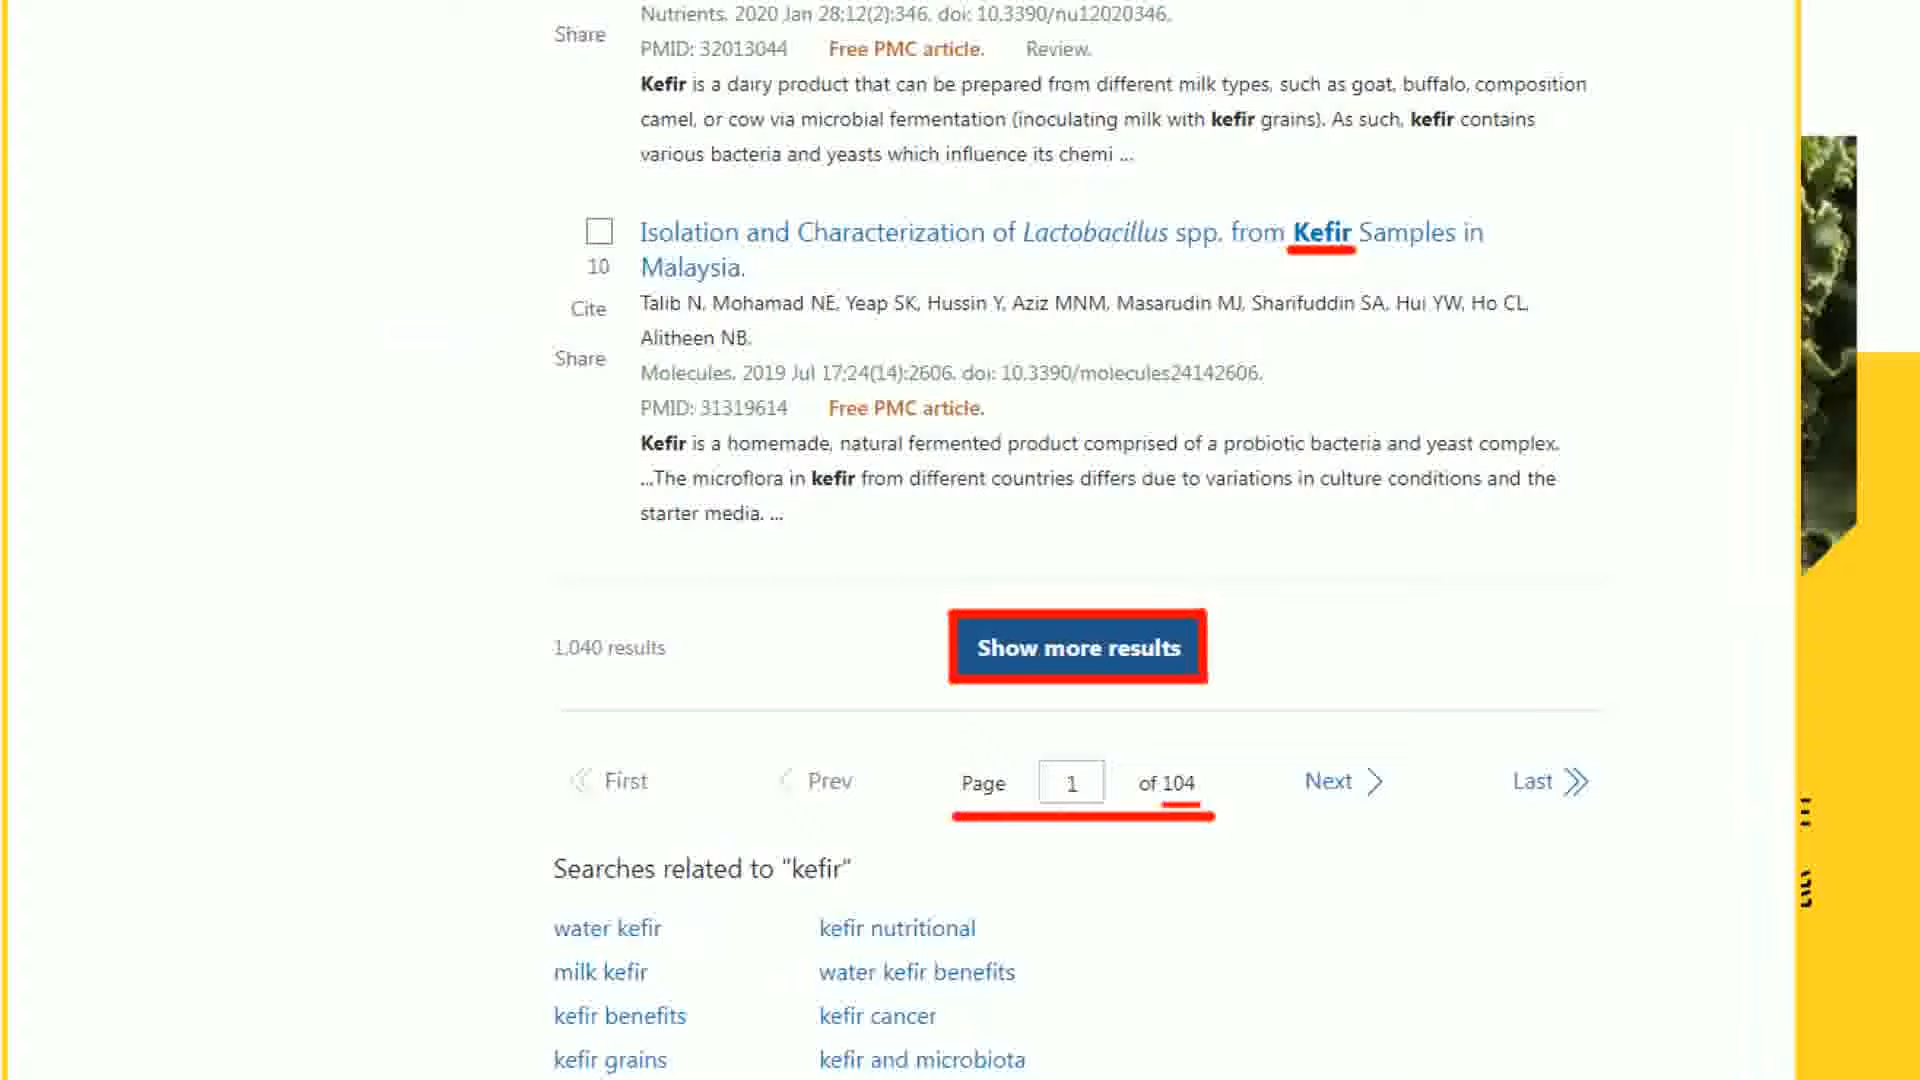 Nutrients. 2020 Jan 28;12(2):346. doi: 10.3390/nu12020346.
Share
PMID: 32013044 Free PMC article. Review.
Kefir is a dairy product that can be prepared from different milk types, such as goat, buffalo, composition
camel, or cow via microbial fermentation (inoculating milk with kefir grains). As such, kefir contains
various bacteria and yeasts which influence its chemi ...
Isolation and Characterization of Lactobacillus spp. from Kefir Samples in
10
Malaysia.
Cite
Talib N, Mohamad NE, Yeap SK, Hussin Y, Aziz MNM, Masarudin MJ, Sharifuddin SA, Hui YW, Ho CL,
Alitheen NB.
Share
Molecules. 2019 Jul 17;24(14):2606. doi: 10.3390/molecules24142606.
PMID: 31319614 Free PMC article.
Kefir is a homemade, natural fermented product comprised of a probiotic bacteria and yeast complex.
...The microflora in kefir from different countries differs due to variations in culture conditions and the
starter media. ...
1,040 results
Show more results
First Prev Page 1 of 104 Next Last
Searches related to "kefir"
water kefir kefir nutritional
milk kefir water kefir benefits
kefir benefits kefir cancer
kefir grains kefir and microbiota